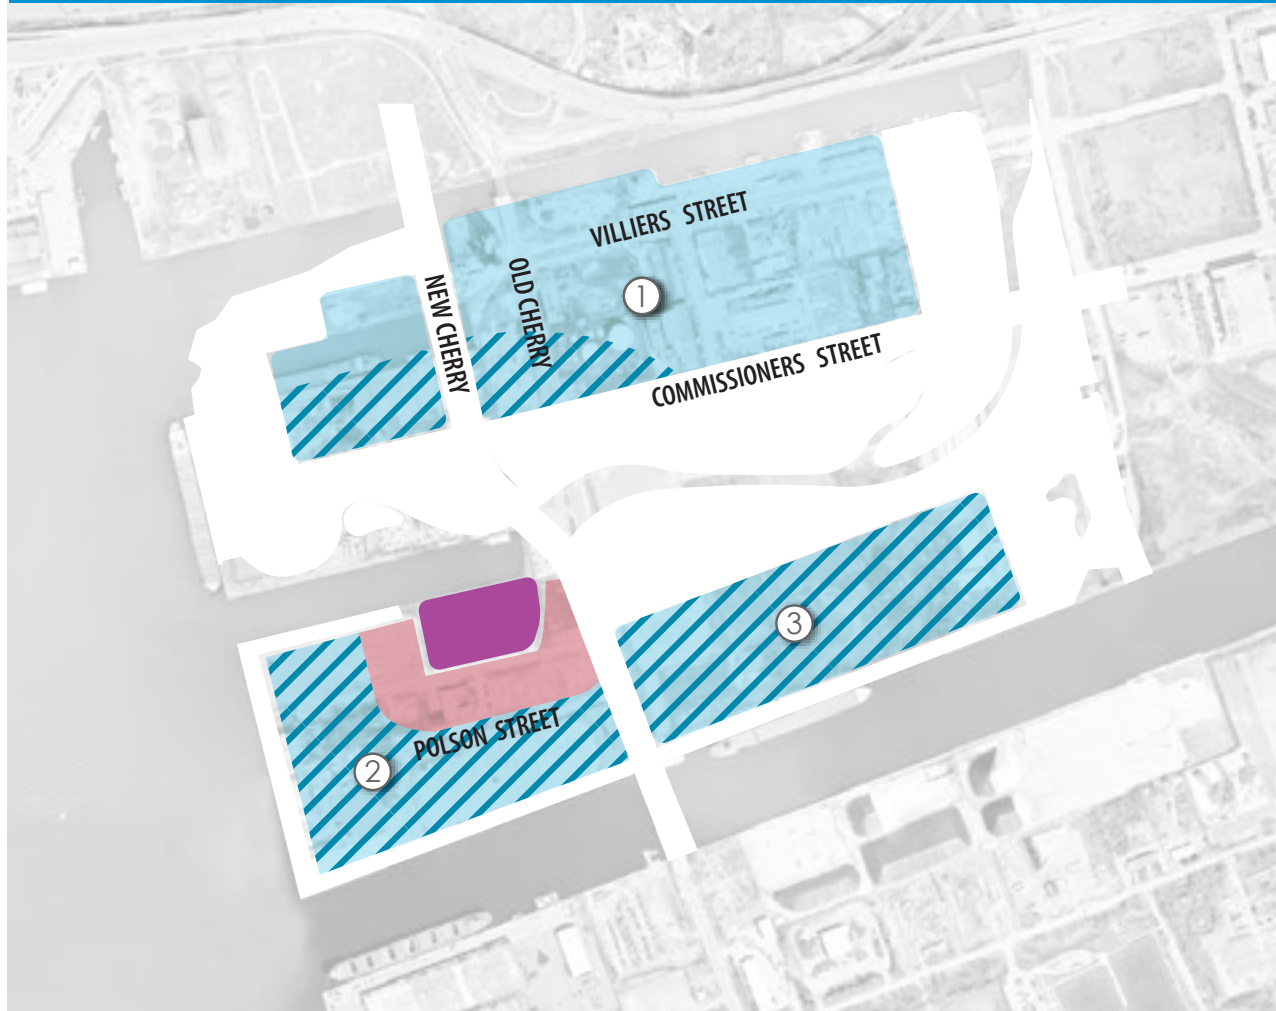 VILLIERS STREET
OLD CHERRY
NEW CHERRY
1
COMMISSIONERS STREET
3
POLSON STREET
2